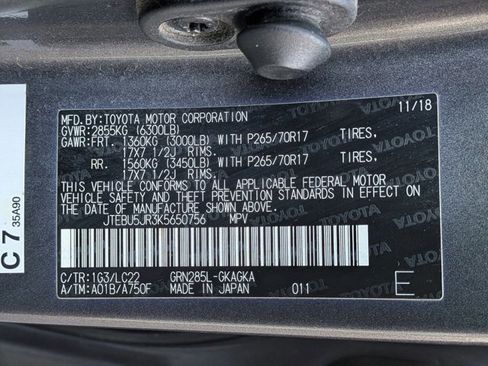 MFD.BY:TOYOTA MOTOR CORPORATION 11/18
GVWR:2855KG (6300LB)
GAWR:FRT. 1360KG (3000LB) WITH P265/70R17 TIRES,
17X7 1/2J RIMS.
RR. 1560KG (3450LB) WITH P265/70R17 TIRES,
17X7 1/2J RIMS.
THIS VEHICLE CONFORMS TO ALL APPLICABLE FEDERAL MOTOR
VEHICLE SAFETY AND THEFT PREVENTION STANDARDS IN EFFECT
ON THE DATE OF MANUFACTURE SHOWN ABOVE.
JTEBU5JR3K5650756 MPV
C/TR:1G3/LC22 GRN285L-GKAGKA
A/TM:A01B/A750F MADE IN JAPAN 011 E
C 7 35A90